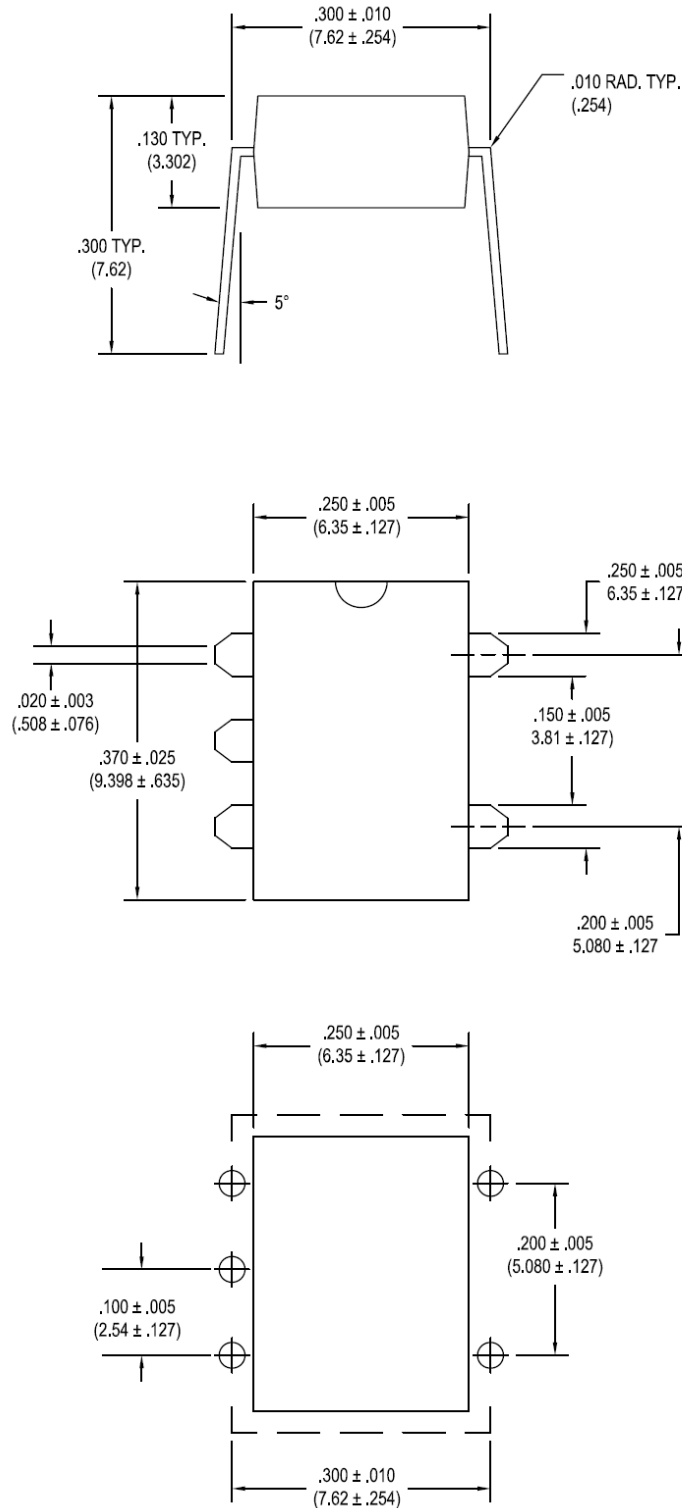 .300 ± .010
(7.62 ± .254)
.010 RAD. TYP.
(.254)
.130 TYP.
(3.302)
.300 TYP.
(7.62)
5°
.250 ± .005
(6.35 ± .127)
.250 ± .005
6.35 ± .127
.020 ± .003
(.508 ± .076)
.150 ± .005
3.81 ± .127)
.370 ± .025
(9.398 ± .635)
.200 ± .005
5.080 ± .127
.250 ± .005
(6.35 ± .127)
.200 ± .005
(5.080 ± .127)
.100 ± .005
(2.54 ± .127)
.300 ± .010
(7.62 ± .254)